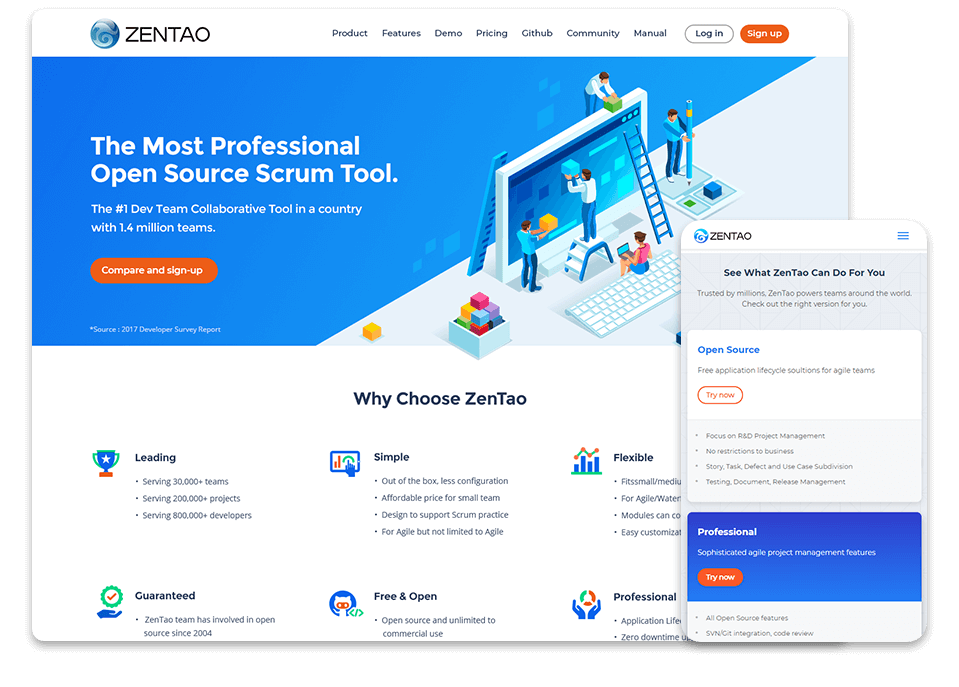 ZENTAO
Product Features Demo Pricing Github Community Manual Log in Sign up
The Most Professional
Open Source Scrum Tool.
The #1 Dev Team Collaborative Tool in a country
with 1.4 million teams.
Compare and sign-up
*Source : 2017 Developer Survey Report
Why Choose ZenTao
Leading
• Serving 30,000+ teams
• Serving 200,000+ projects
• Serving 800,000+ developers
Simple
• Out of the box, less configuration
• Affordable price for small team
• Design to support Scrum practice
• For Agile but not limited to Agile
Flexible
• Fitssmall/mediu
• For Agile/Water
• Modules can co
• Easy customizat
Guaranteed
• ZenTao team has involved in open
source since 2004
Free & Open
• Open source and unlimited to
commercial use
Professional
• Application Life
• Zero downtime u
ZENTAO
See What ZenTao Can Do For You
Trusted by millions, ZenTao powers teams around the world.
Check out the right version for you.
Open Source
Free application lifecycle soultions for agile teams
Try now
• Focus on R&D Project Management
• No restrictions to business
• Story, Task, Defect and Use Case Subdivision
• Testing, Document, Release Management
Professional
Sophisticated agile project management features
Try now
• All Open Source features
• SVN/Git integration, code review